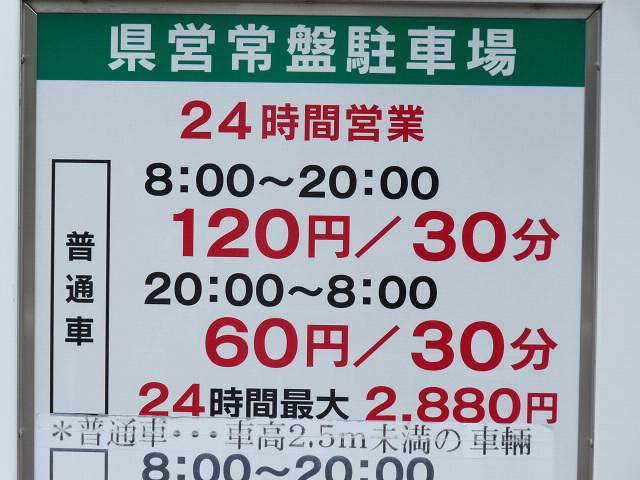 県営常盤駐車場
24時間営業
普通車
8:00～20:00
120円／30分
20:00～8:00
60円／30分
24時間最大 2,880円
＊普通車・・・車高2.5m未満の車輛
8:00～20:00